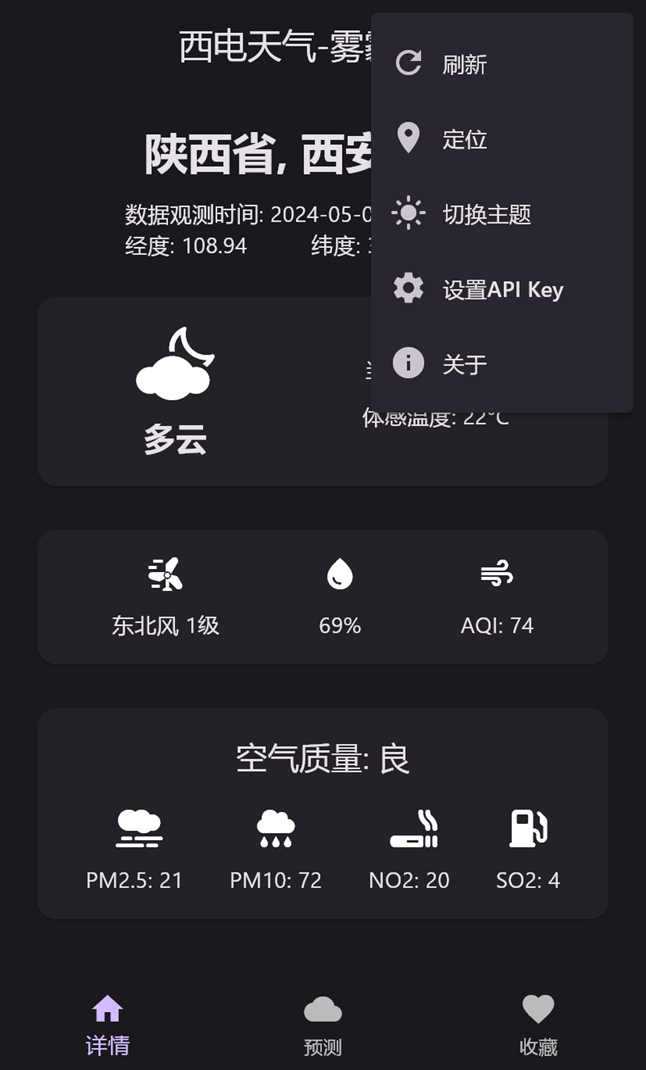 西电天气-雾
陕西省, 西安
数据观测时间: 2024-05-0
经度: 108.94
纬度:
刷新
定位
切换主题
设置API Key
关于
多云
体感温度: 22°C
东北风 1级
69%
AQI: 74
空气质量: 良
PM2.5: 21
PM10: 72
NO2: 20
SO2: 4
详情
预测
收藏